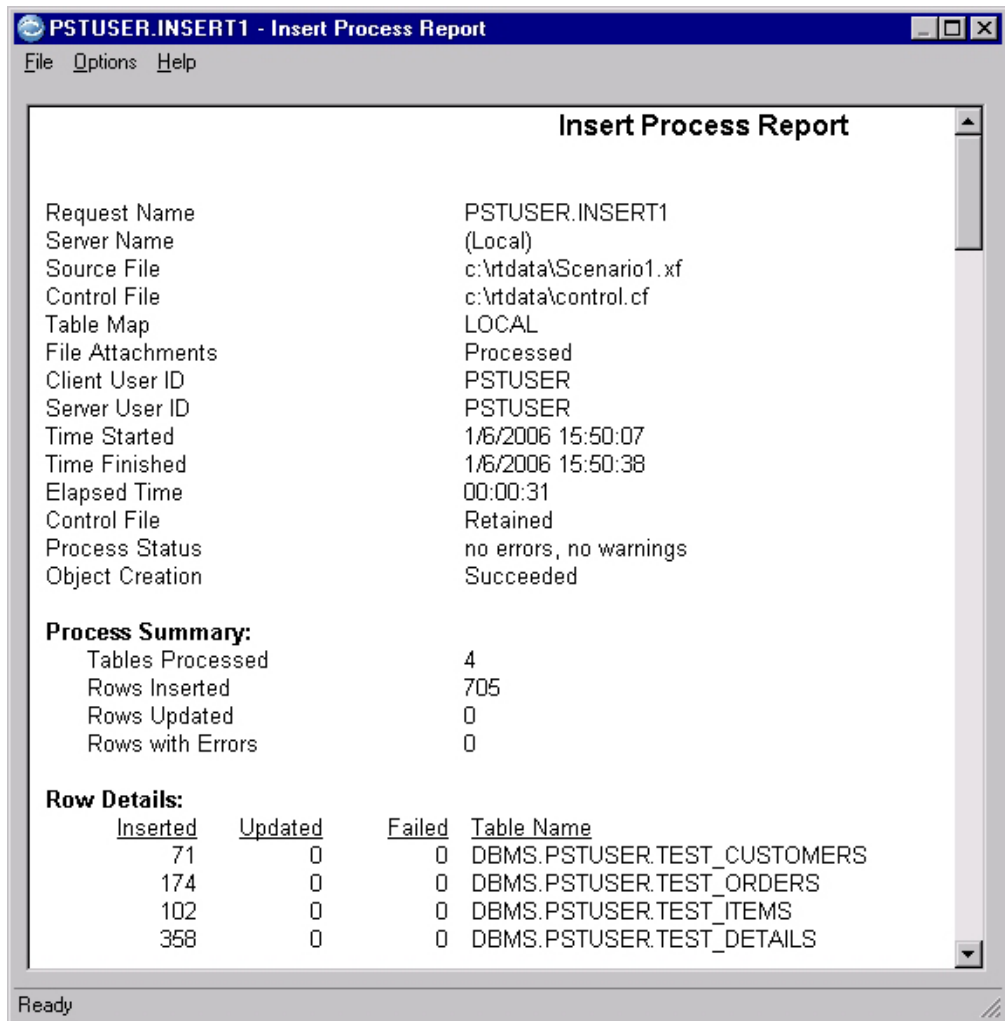 PSTUSER.INSERT1 - Insert Process Report
File Options Help
Insert Process Report
Request Name PSTUSER.INSERT1
Server Name (Local)
Source File c:\rtdata\Scenario1.xf
Control File c:\rtdata\control.cf
Table Map LOCAL
File Attachments Processed
Client User ID PSTUSER
Server User ID PSTUSER
Time Started 1/6/2006 15:50:07
Time Finished 1/6/2006 15:50:38
Elapsed Time 00:00:31
Control File Retained
Process Status no errors, no warnings
Object Creation Succeeded
Process Summary:
Tables Processed 4
Rows Inserted 705
Rows Updated 0
Rows with Errors 0
Row Details:
Inserted Updated Failed Table Name
71 0 0 DBMS.PSTUSER.TEST_CUSTOMERS
174 0 0 DBMS.PSTUSER.TEST_ORDERS
102 0 0 DBMS.PSTUSER.TEST_ITEMS
358 0 0 DBMS.PSTUSER.TEST_DETAILS
Ready